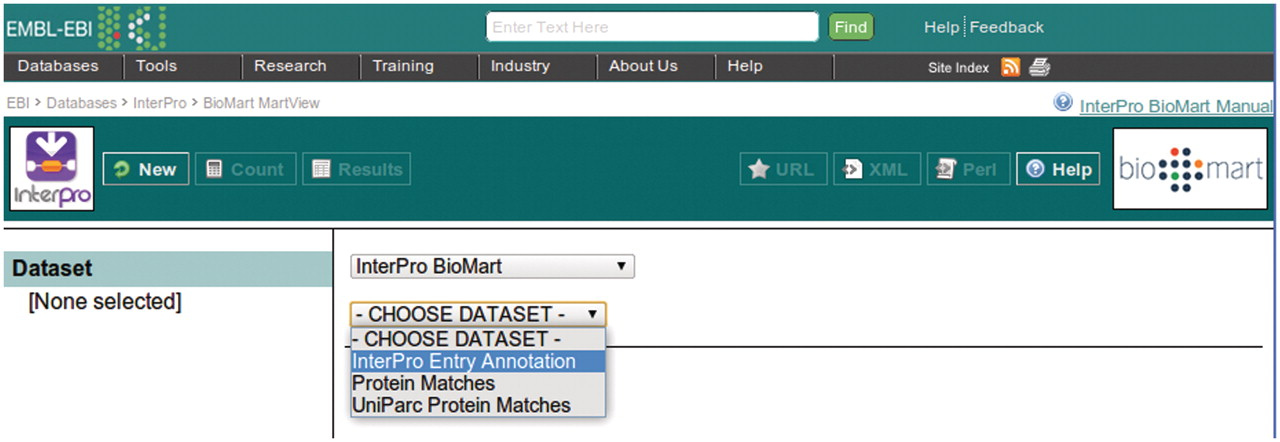 EMBL-EBI Enter Text Here Find Help Feedback
Databases Tools Research Training Industry About Us Help Site Index
EBI > Databases > InterPro > BioMart MartView InterPro BioMart Manual
InterPro New Count Results URL XML Perl Help bio mart
Dataset InterPro BioMart
[None selected] - CHOOSE DATASET -
- CHOOSE DATASET -
InterPro Entry Annotation
Protein Matches
UniParc Protein Matches